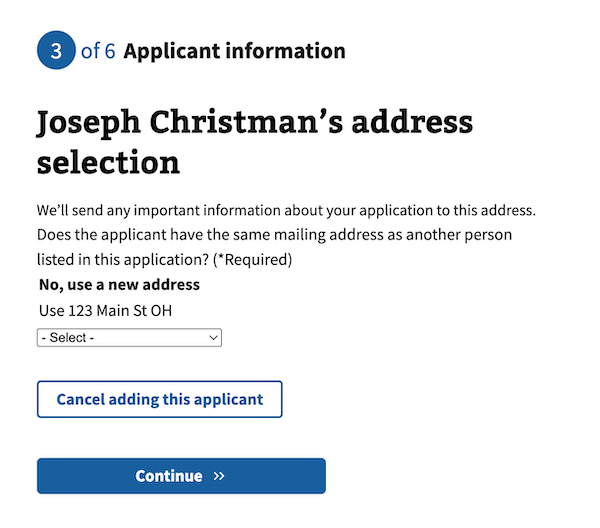 3 of 6 Applicant information
Joseph Christman’s address
selection
We’ll send any important information about your application to this address.
Does the applicant have the same mailing address as another person
listed in this application? (*Required)
No, use a new address
Use 123 Main St OH
- Select -
Cancel adding this applicant
Continue »